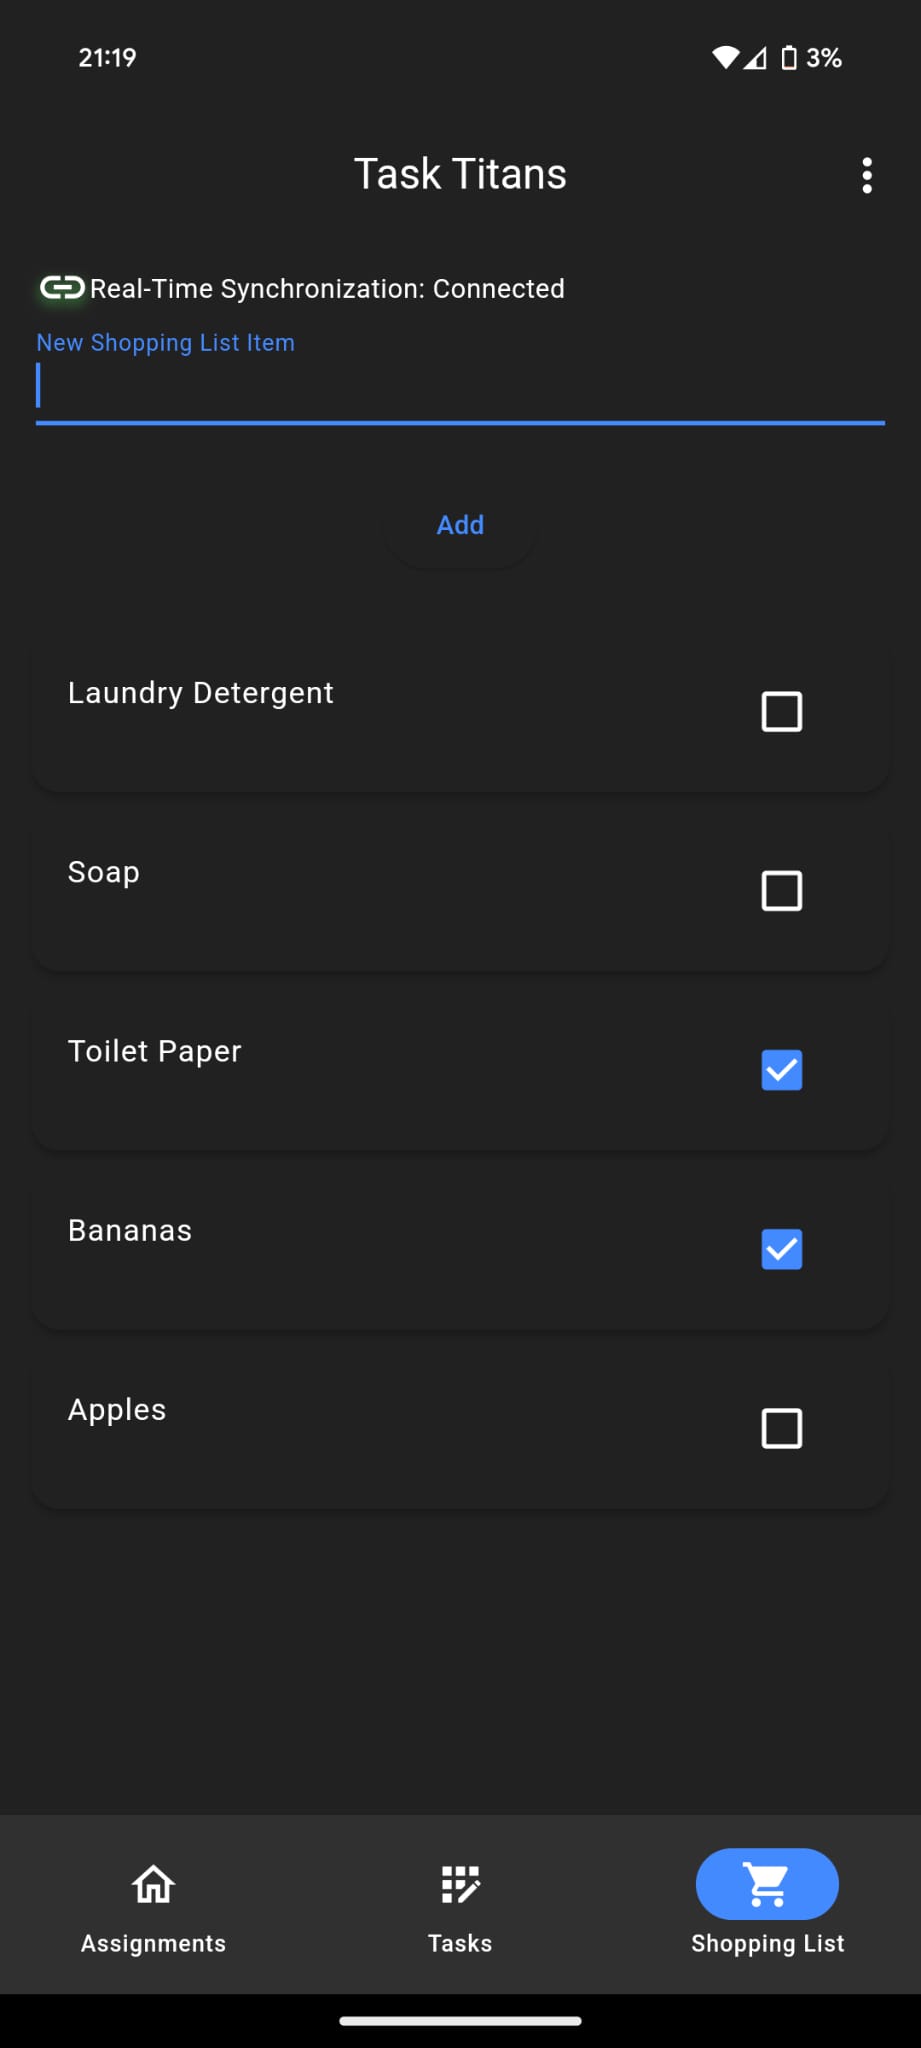 21:19
3%
Task Titans
Real-Time Synchronization: Connected
New Shopping List Item
Add
Laundry Detergent
Soap
Toilet Paper
Bananas
Apples
Assignments
Tasks
Shopping List